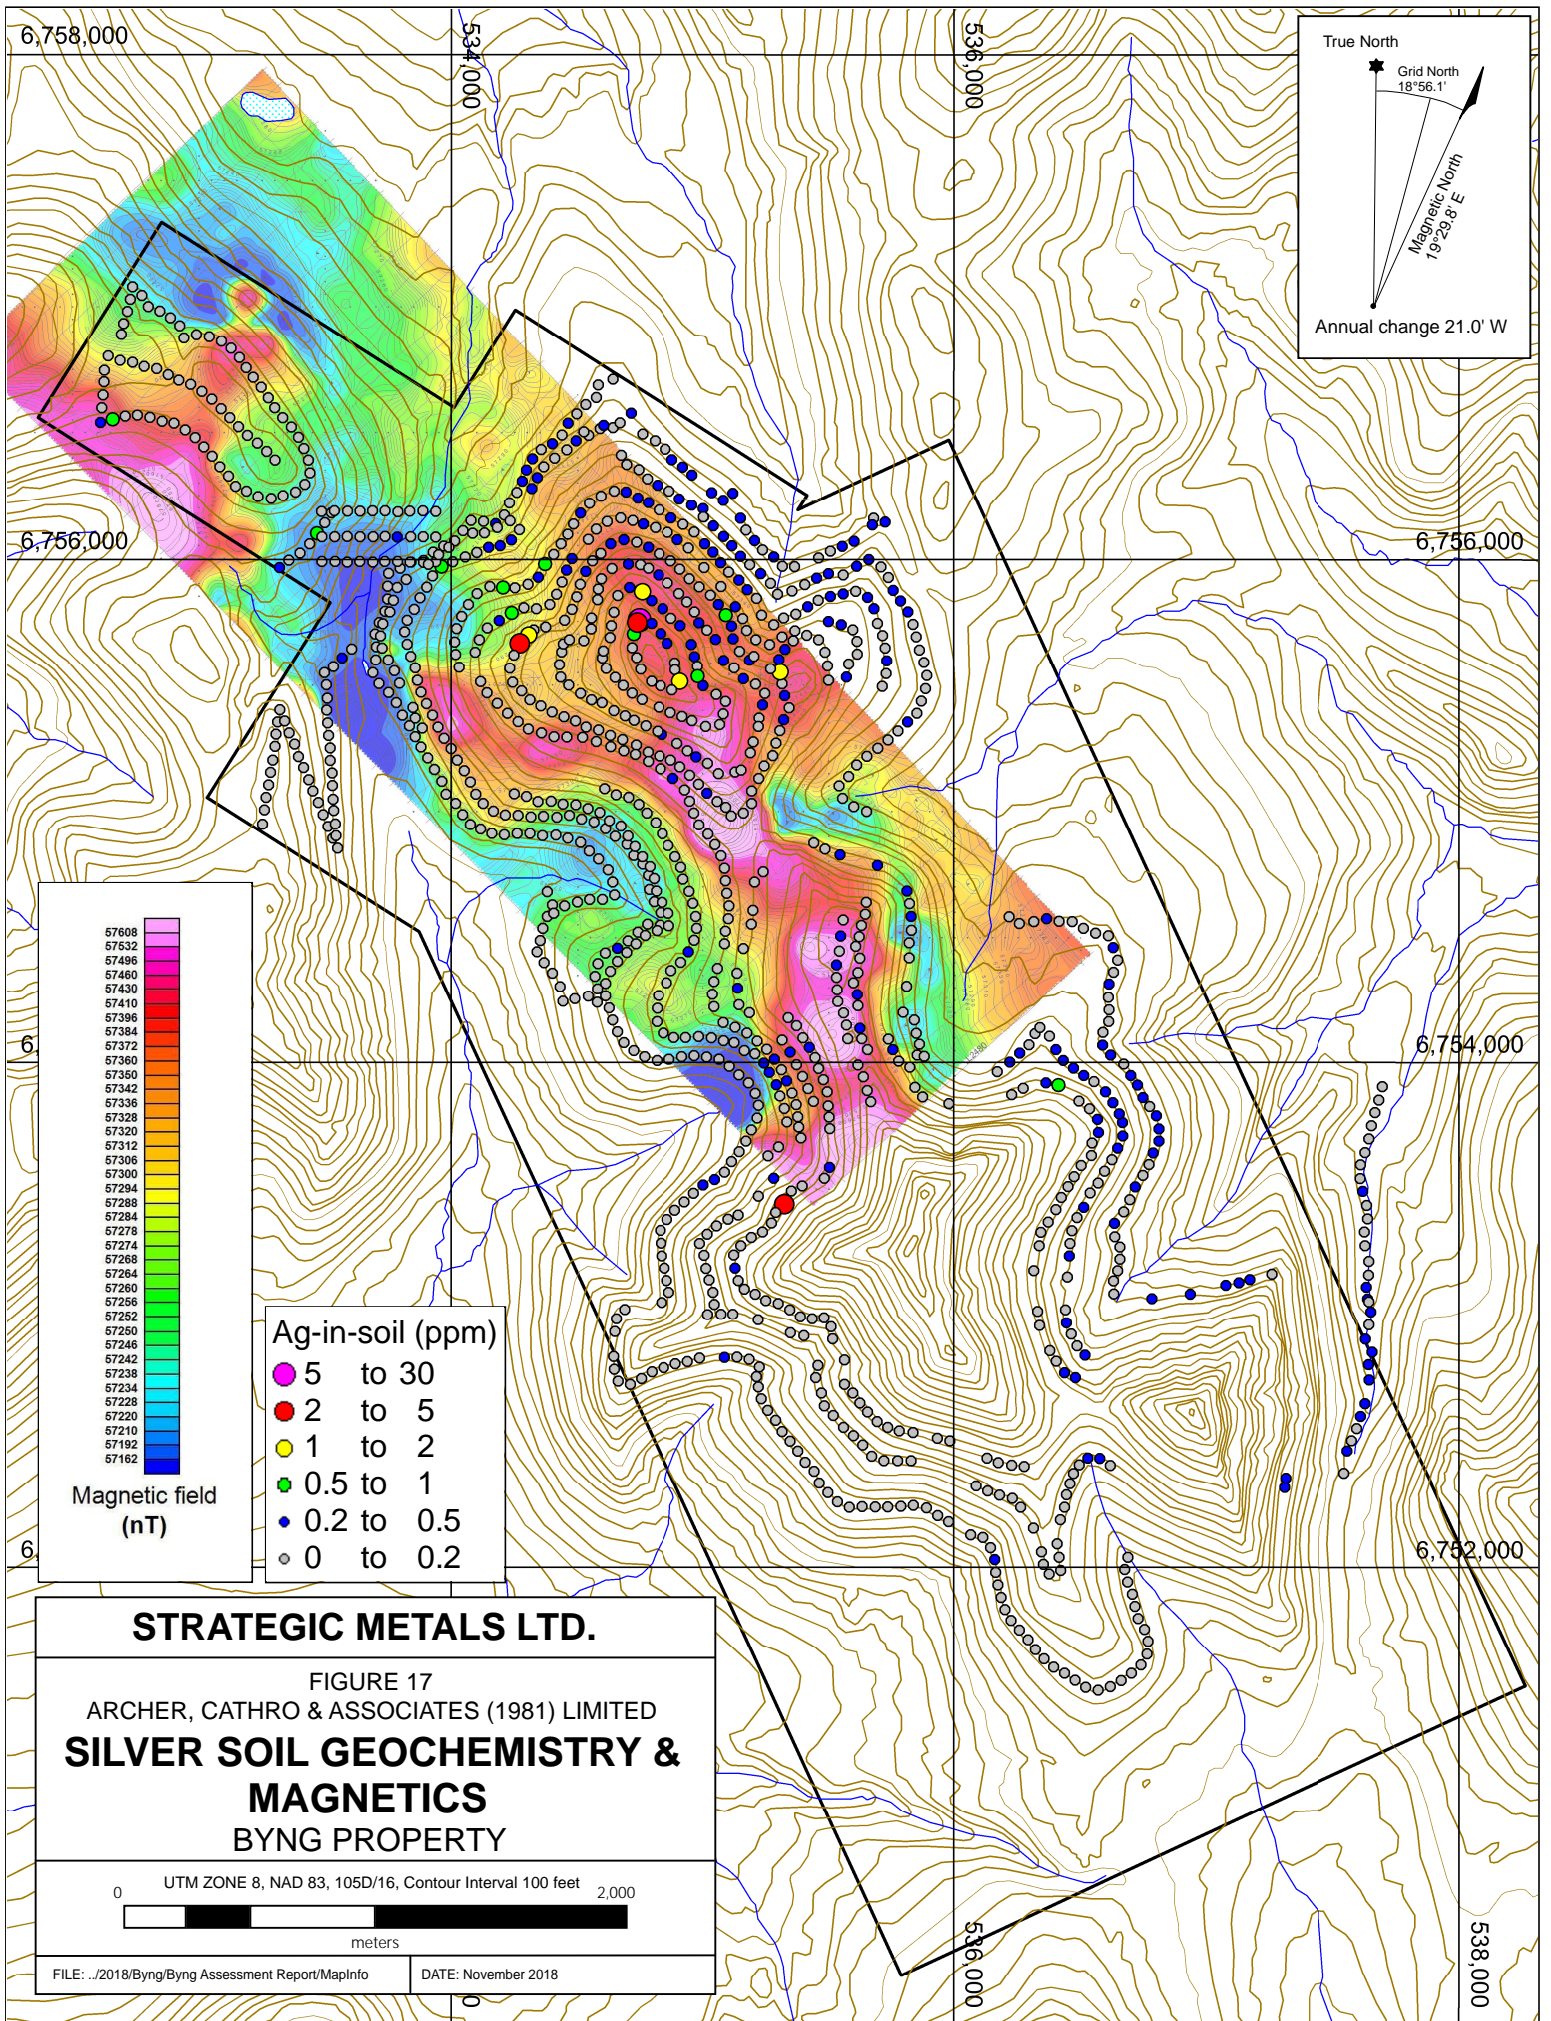 6,758,000
534,000
536,000
True North
Grid North
18°56.1'
Magnetic North
19°29.8' E
Annual change 21.0' W
6,756,000
6,756,000
6,754,000
6,752,000
57608
57532
57496
57460
57430
57410
57396
57384
57372
57360
57350
57342
57336
57328
57320
57312
57306
57300
57294
57288
57284
57278
57274
57268
57264
57260
57256
57252
57250
57246
57242
57238
57234
57228
57220
57210
57192
57162
Magnetic field
(nT)
Ag-in-soil (ppm)
5 to 30
2 to 5
1 to 2
0.5 to 1
0.2 to 0.5
0 to 0.2
STRATEGIC METALS LTD.
FIGURE 17
ARCHER, CATHRO & ASSOCIATES (1981) LIMITED
SILVER SOIL GEOCHEMISTRY &
MAGNETICS
BYNG PROPERTY
UTM ZONE 8, NAD 83, 105D/16, Contour Interval 100 feet
0 2,000
meters
FILE: ../2018/Byng/Byng Assessment Report/MapInfo
DATE: November 2018
536,000
538,000